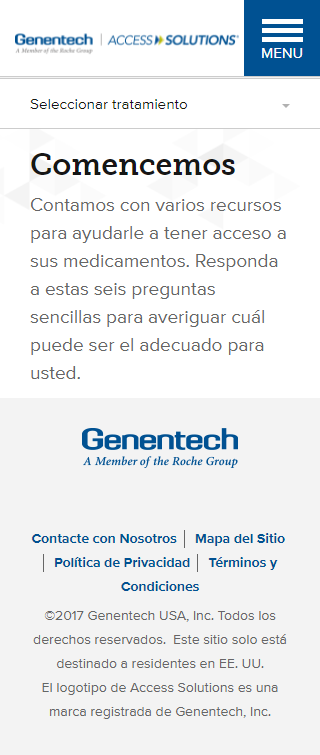 Genentech
A Member of the Roche Group
ACCESS SOLUTIONS®
MENU
Seleccionar tratamiento
Comencemos
Contamos con varios recursos
para ayudarle a tener acceso a
sus medicamentos. Responda
a estas seis preguntas
sencillas para averiguar cuál
puede ser el adecuado para
usted.
Genentech
A Member of the Roche Group
Contacte con Nosotros | Mapa del Sitio
| Política de Privacidad | Términos y
Condiciones
©2017 Genentech USA, Inc. Todos los
derechos reservados. Este sitio solo está
destinado a residentes en EE. UU.
El logotipo de Access Solutions es una
marca registrada de Genentech, Inc.